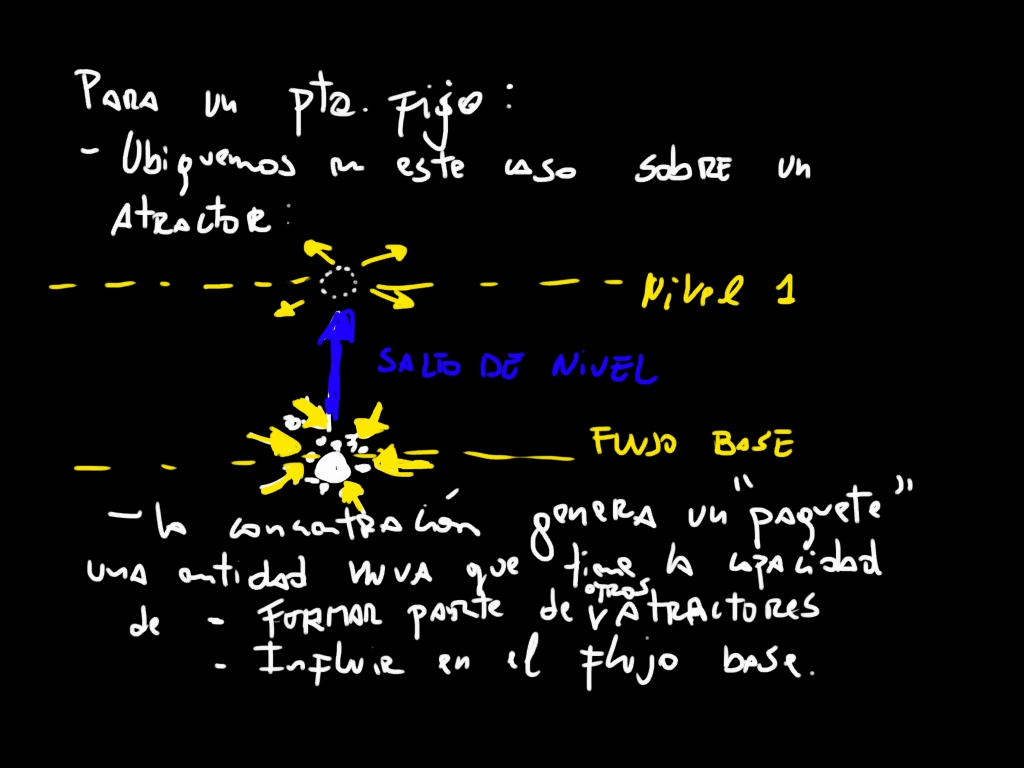 PARA UN pto. Fijo:
- Ubiquemos en este caso sobre un
Atractor:
Nivel 1
SALTO DE NIVEL
FLUJO BASE
- la concentración genera un "paquete"
una entidad nueva que tiene la capacidad
de - FORMAR parte de OTROS ATRACTORES
- Influir en el Flujo base.